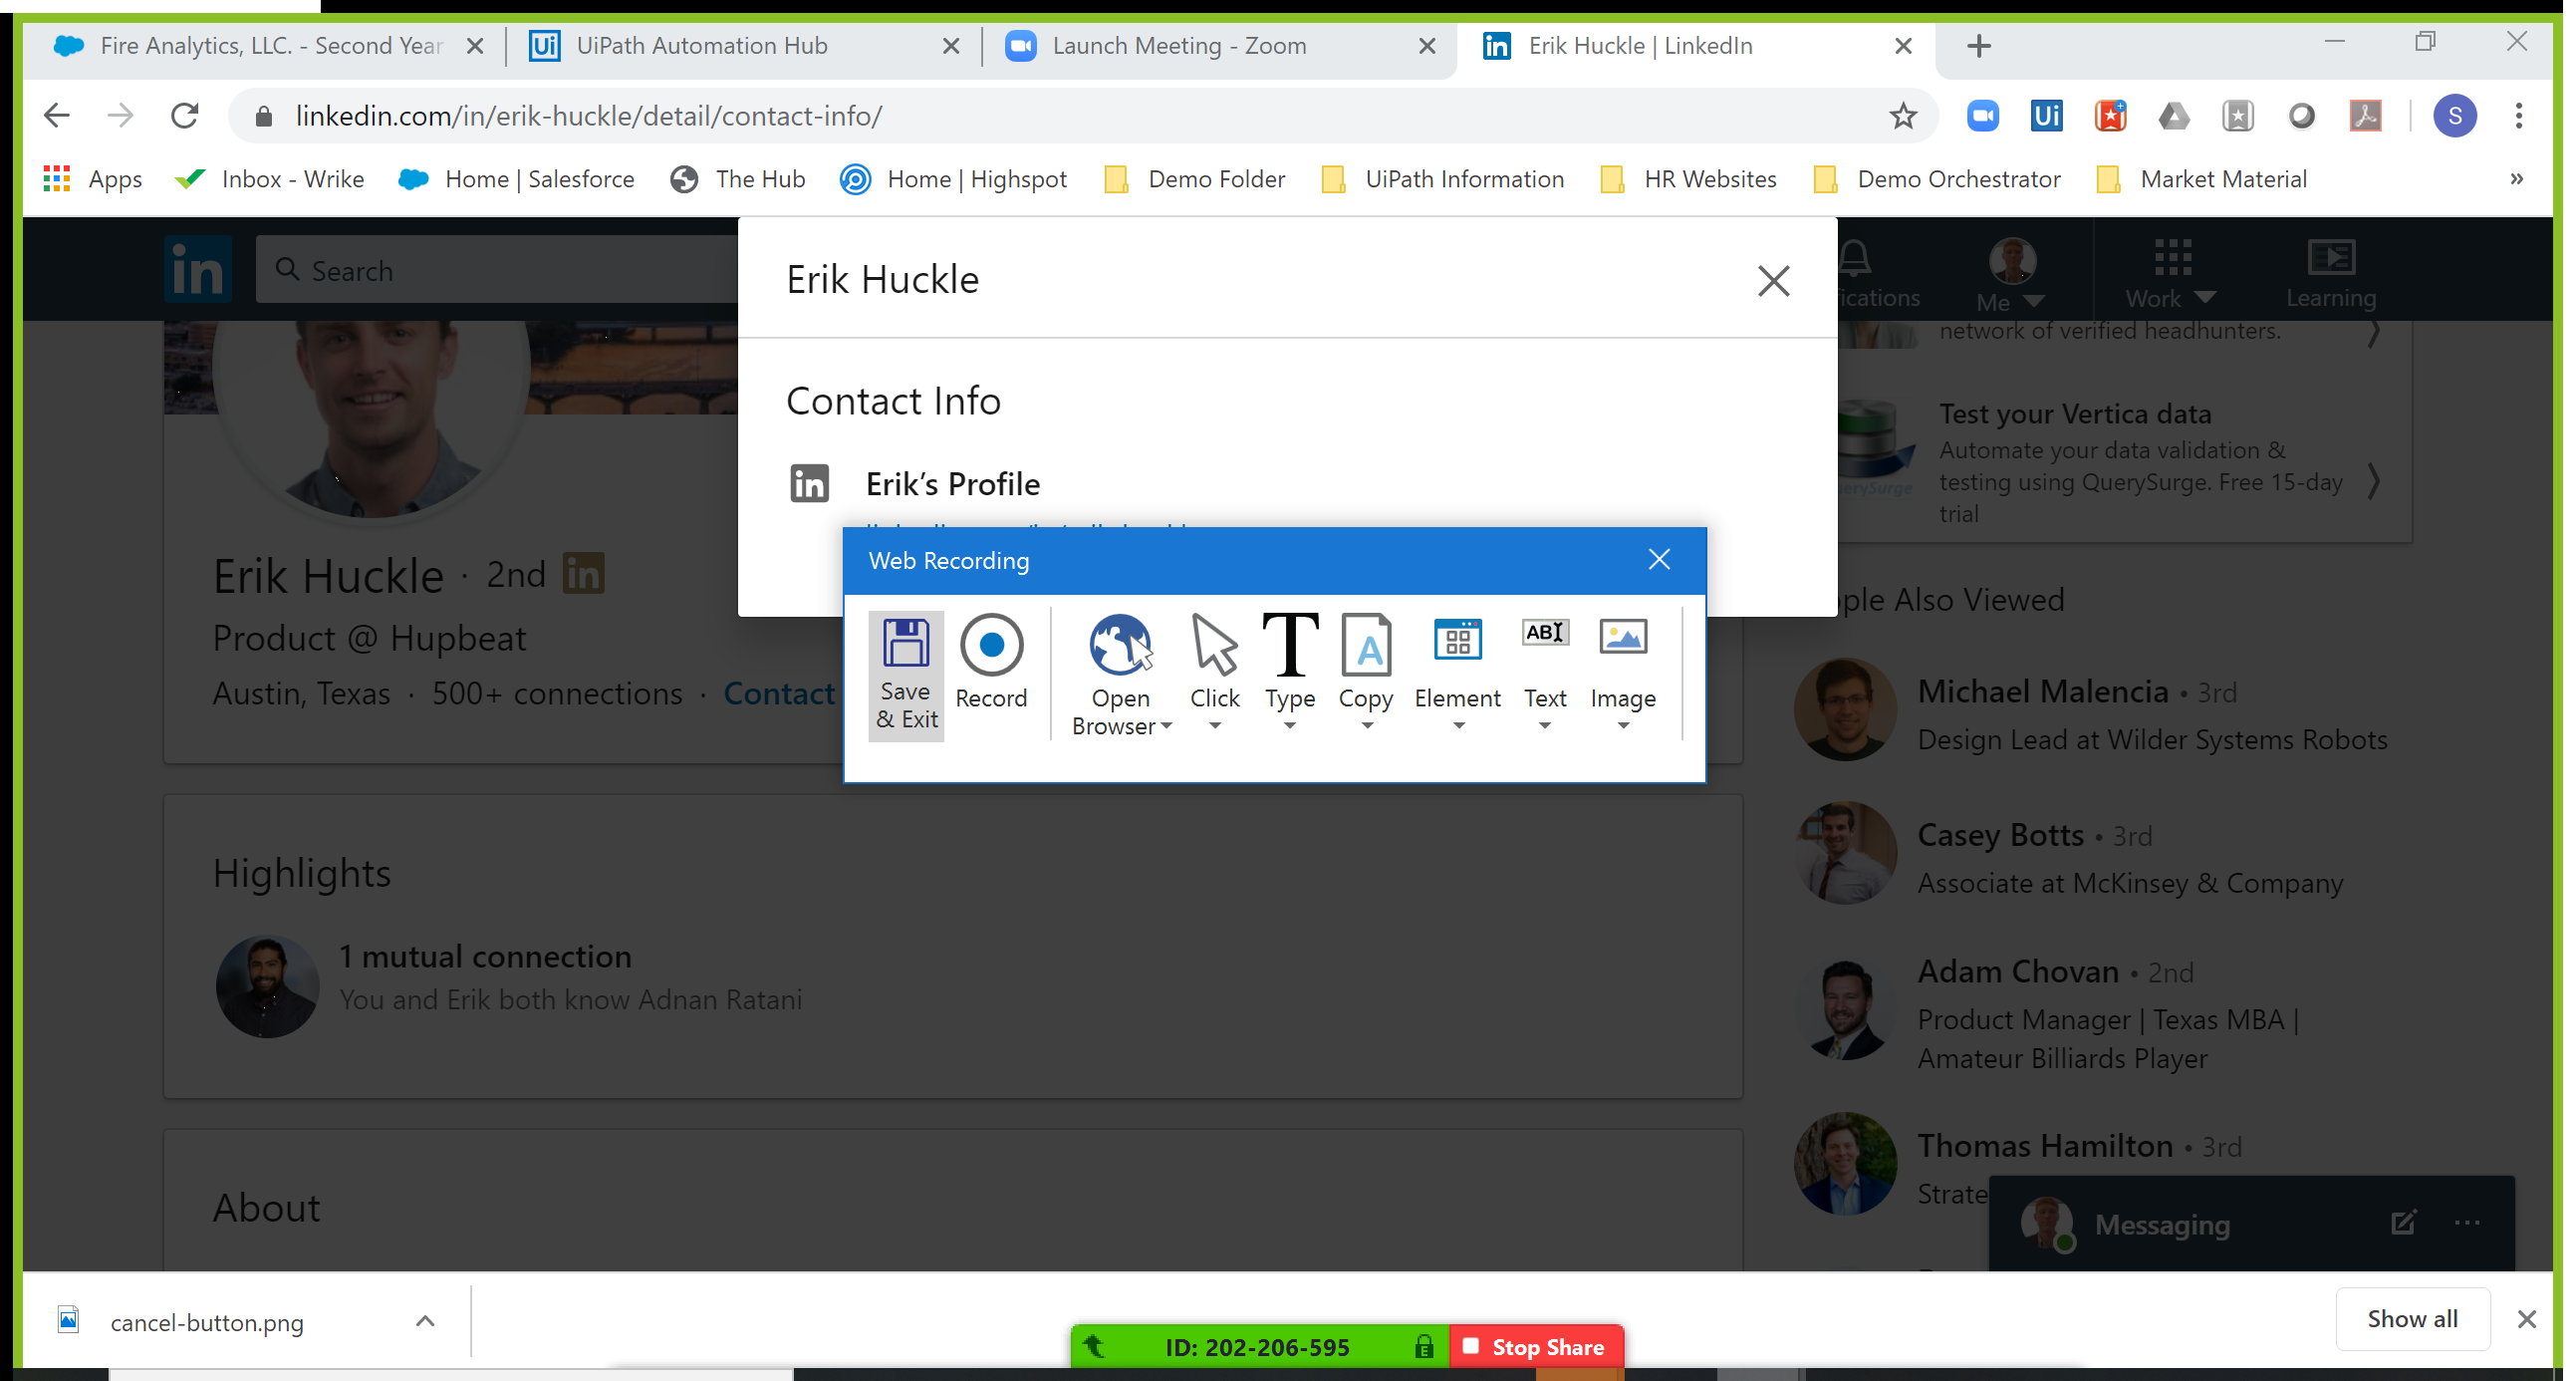 Fire Analytics, LLC. - Second Year
UiPath Automation Hub
Launch Meeting - Zoom
Erik Huckle | LinkedIn
linkedin.com/in/erik-huckle/detail/contact-info/
Ui
S
Apps
Inbox - Wrike
Home | Salesforce
The Hub
Home | Highspot
Demo Folder
UiPath Information
HR Websites
Demo Orchestrator
Market Material
»
in
Search
Erik Huckle
ications
Me
Work
Learning
network of verified headhunters.
Contact Info
Test your Vertica data
Automate your data validation &
testing using QuerySurge. Free 15-day
trial
in
Erik's Profile
Web Recording
Save
& Exit
Record
Open
Browser
Click
Type
Copy
Element
Text
Image
Erik Huckle · 2nd in
Product @ Hupbeat
Austin, Texas · 500+ connections · Contact
ple Also Viewed
Michael Malencia • 3rd
Design Lead at Wilder Systems Robots
Casey Botts • 3rd
Associate at McKinsey & Company
Adam Chovan • 2nd
Product Manager | Texas MBA |
Amateur Billiards Player
Thomas Hamilton • 3rd
Strate
Highlights
1 mutual connection
You and Erik both know Adnan Ratani
About
Messaging
cancel-button.png
ID: 202-206-595
Stop Share
Show all